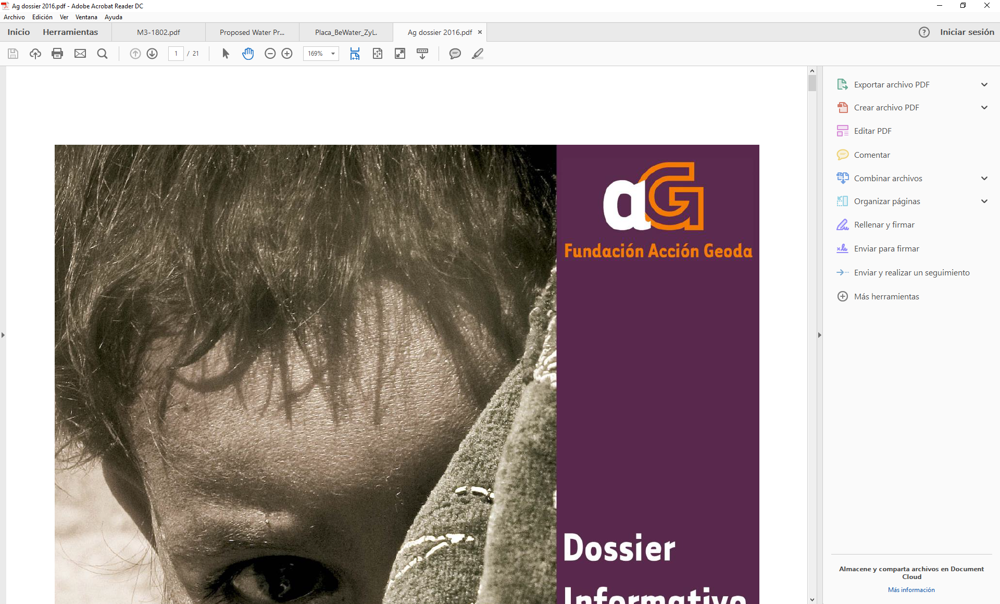 Ag dossier 2016.pdf - Adobe Acrobat Reader DC
Archivo Edición Ver Ventana Ayuda
Inicio Herramientas M3-1802.pdf Proposed Water Pr... Placa_BeWater_ZyL. Ag dossier 2016.pdf × ? Iniciar sesión
1 / 21 169%
Exportar archivo PDF
Crear archivo PDF
Editar PDF
Comentar
Combinar archivos
Organizar páginas
Rellenar y firmar
Enviar para firmar
Enviar y realizar un seguimiento
Más herramientas
aG
Fundación Acción Geoda
Dossier
Informativo
Almacene y comparta archivos en Document
Cloud
Más información